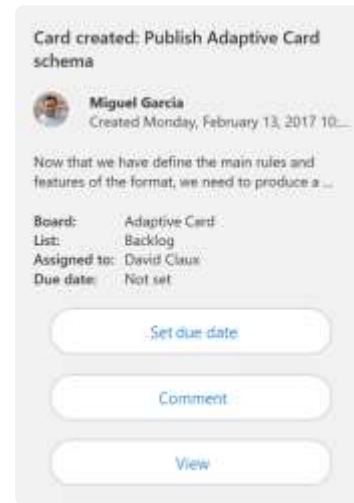 Card created: Publish Adaptive Card
schema
Miguel Garcia
Created Monday, February 13, 2017 10:...
Now that we have define the main rules and
features of the format, we need to produce a ...
Board: Adaptive Card
List: Backlog
Assigned to: David Claux
Due date: Not set
Set due date
Comment
View